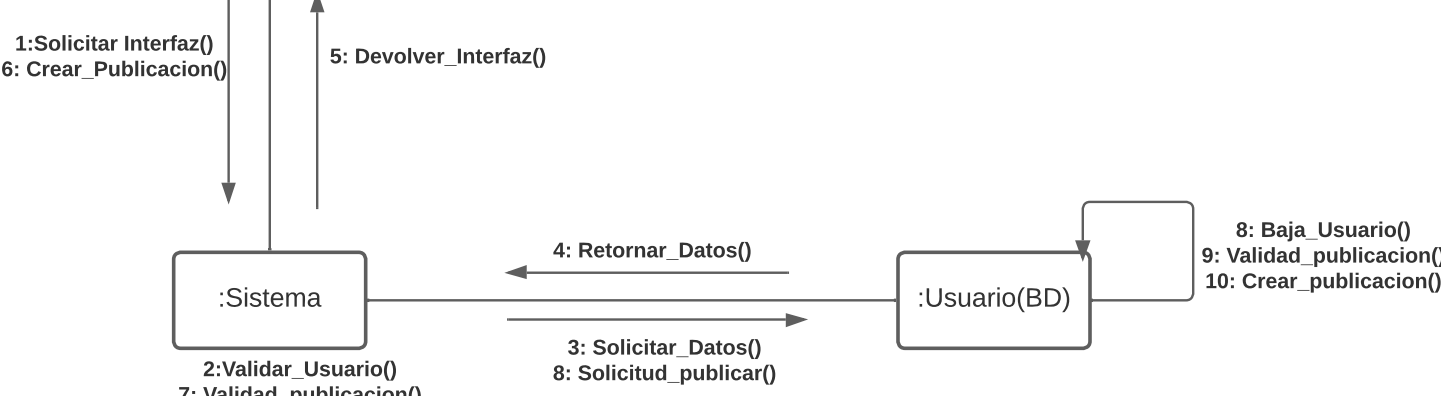 1:Solicitar Interfaz()
6: Crear_Publicacion()
5: Devolver_Interfaz()
8: Baja_Usuario()
9: Validad_publicacion()
10: Crear_publicacion()
4: Retornar_Datos()
:Sistema
:Usuario(BD)
3: Solicitar_Datos()
8: Solicitud_publicar()
2:Validar_Usuario()
7: Validad_publicacion()